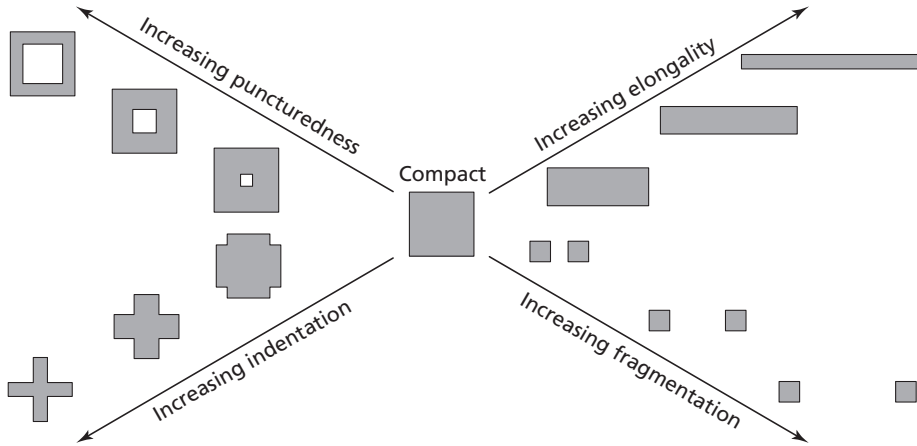 Increasing puncturedness
Increasing elongality
Compact
Increasing indentation
Increasing fragmentation